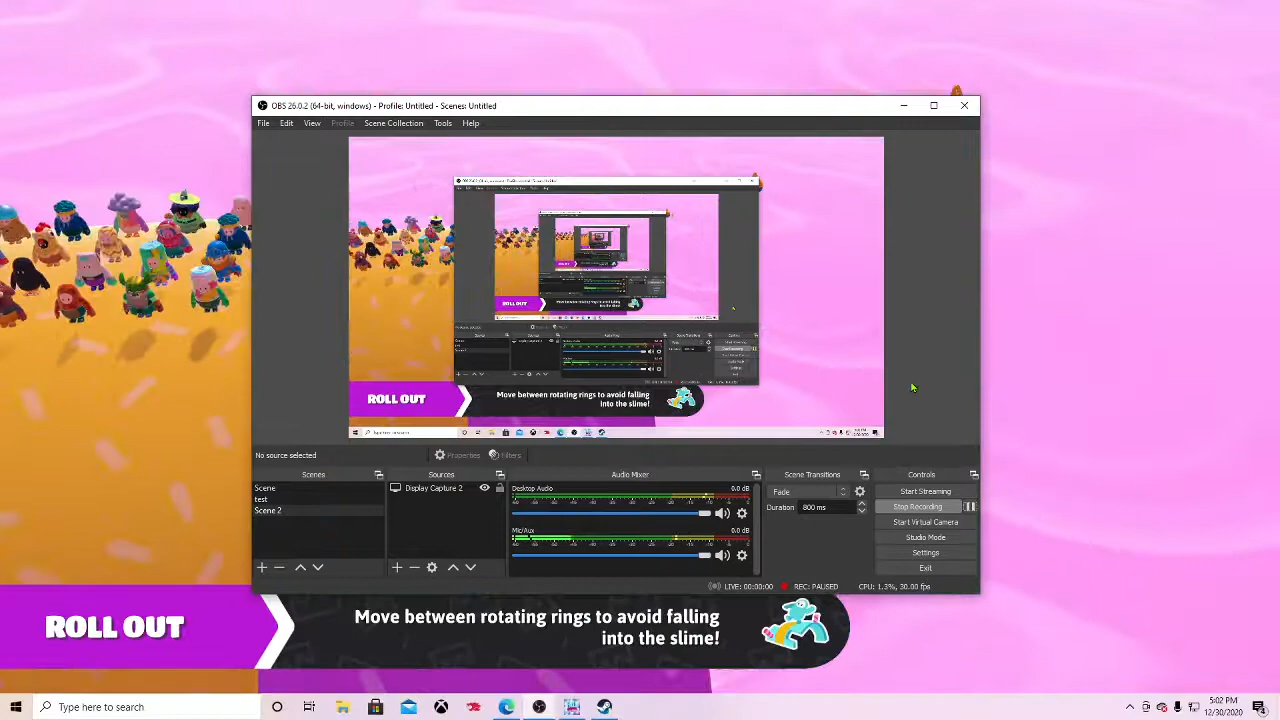 OBS 26.0.2 (64-bit, windows) - Profile: Untitled - Scenes: Untitled
File Edit View Profile Scene Collection Tools Help
ROLL OUT
Move between rotating rings to avoid falling
into the slime!
No source selected
Properties
Filters
Scenes
Scene
test
Scene 2
Sources
Display Capture 2
Audio Mixer
Desktop Audio
0.0 dB
Mic/Aux
0.0 dB
Scene Transitions
Fade
Duration 800 ms
Controls
Start Streaming
Stop Recording
Start Virtual Camera
Studio Mode
Settings
Exit
LIVE: 00:00:00
REC: PAUSED
CPU: 1.3%, 30.00 fps
ROLL OUT
Move between rotating rings to avoid falling
into the slime!
Type here to search
5:02 PM
12/30/2020